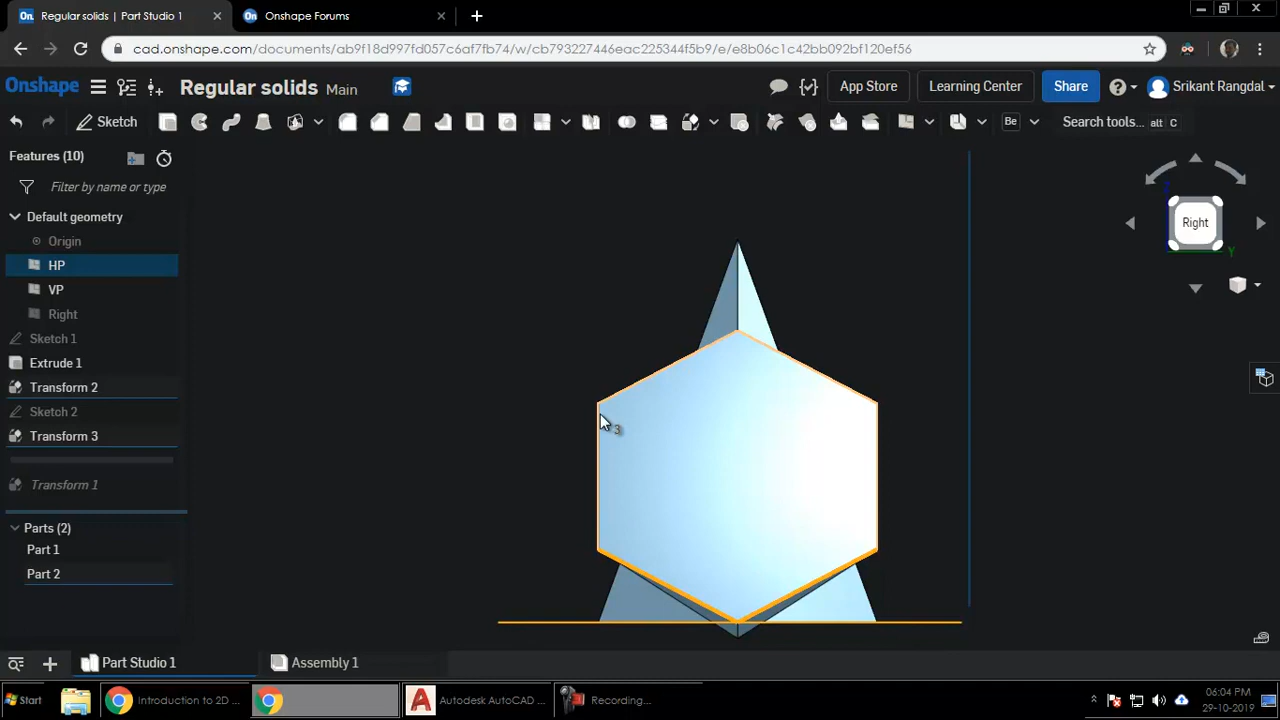 Regular solids | Part Studio 1
Onshape Forums
cad.onshape.com/documents/ab9f18d997fd057c6af7fb74/w/cb793227446eac225344f5b9/e/e8b06c1c42bb092bf120ef56
Onshape
Regular solids Main
App Store
Learning Center
Share
Srikant Rangdal
Sketch
Be
Search tools... alt C
Features (10)
Filter by name or type
Default geometry
Origin
HP
VP
Right
Sketch 1
Extrude 1
Transform 2
Sketch 2
Transform 3
Transform 1
Parts (2)
Part 1
Part 2
3
Z
Right
Y
Part Studio 1
Assembly 1
Start
Introduction to 2D ...
Autodesk AutoCAD ...
Recording...
06:04 PM
29-10-2019